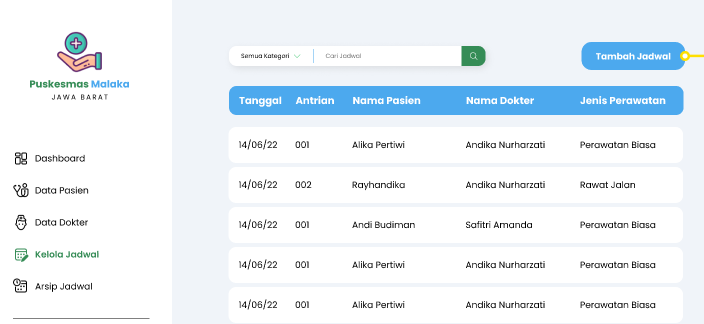 Puskesmas Malaka
JAWA BARAT
Dashboard
Data Pasien
Data Dokter
Kelola Jadwal
Arsip Jadwal
Semua Kategori Cari Jadwal
Tambah Jadwal
Tanggal Antrian Nama Pasien Nama Dokter Jenis Perawatan
14/06/22 001 Alika Pertiwi Andika Nurharzati Perawatan Biasa
14/06/22 002 Rayhandika Andika Nurharzati Rawat Jalan
14/06/22 001 Andi Budiman Safitri Amanda Perawatan Biasa
14/06/22 001 Alika Pertiwi Andika Nurharzati Perawatan Biasa
14/06/22 001 Alika Pertiwi Andika Nurharzati Perawatan Biasa